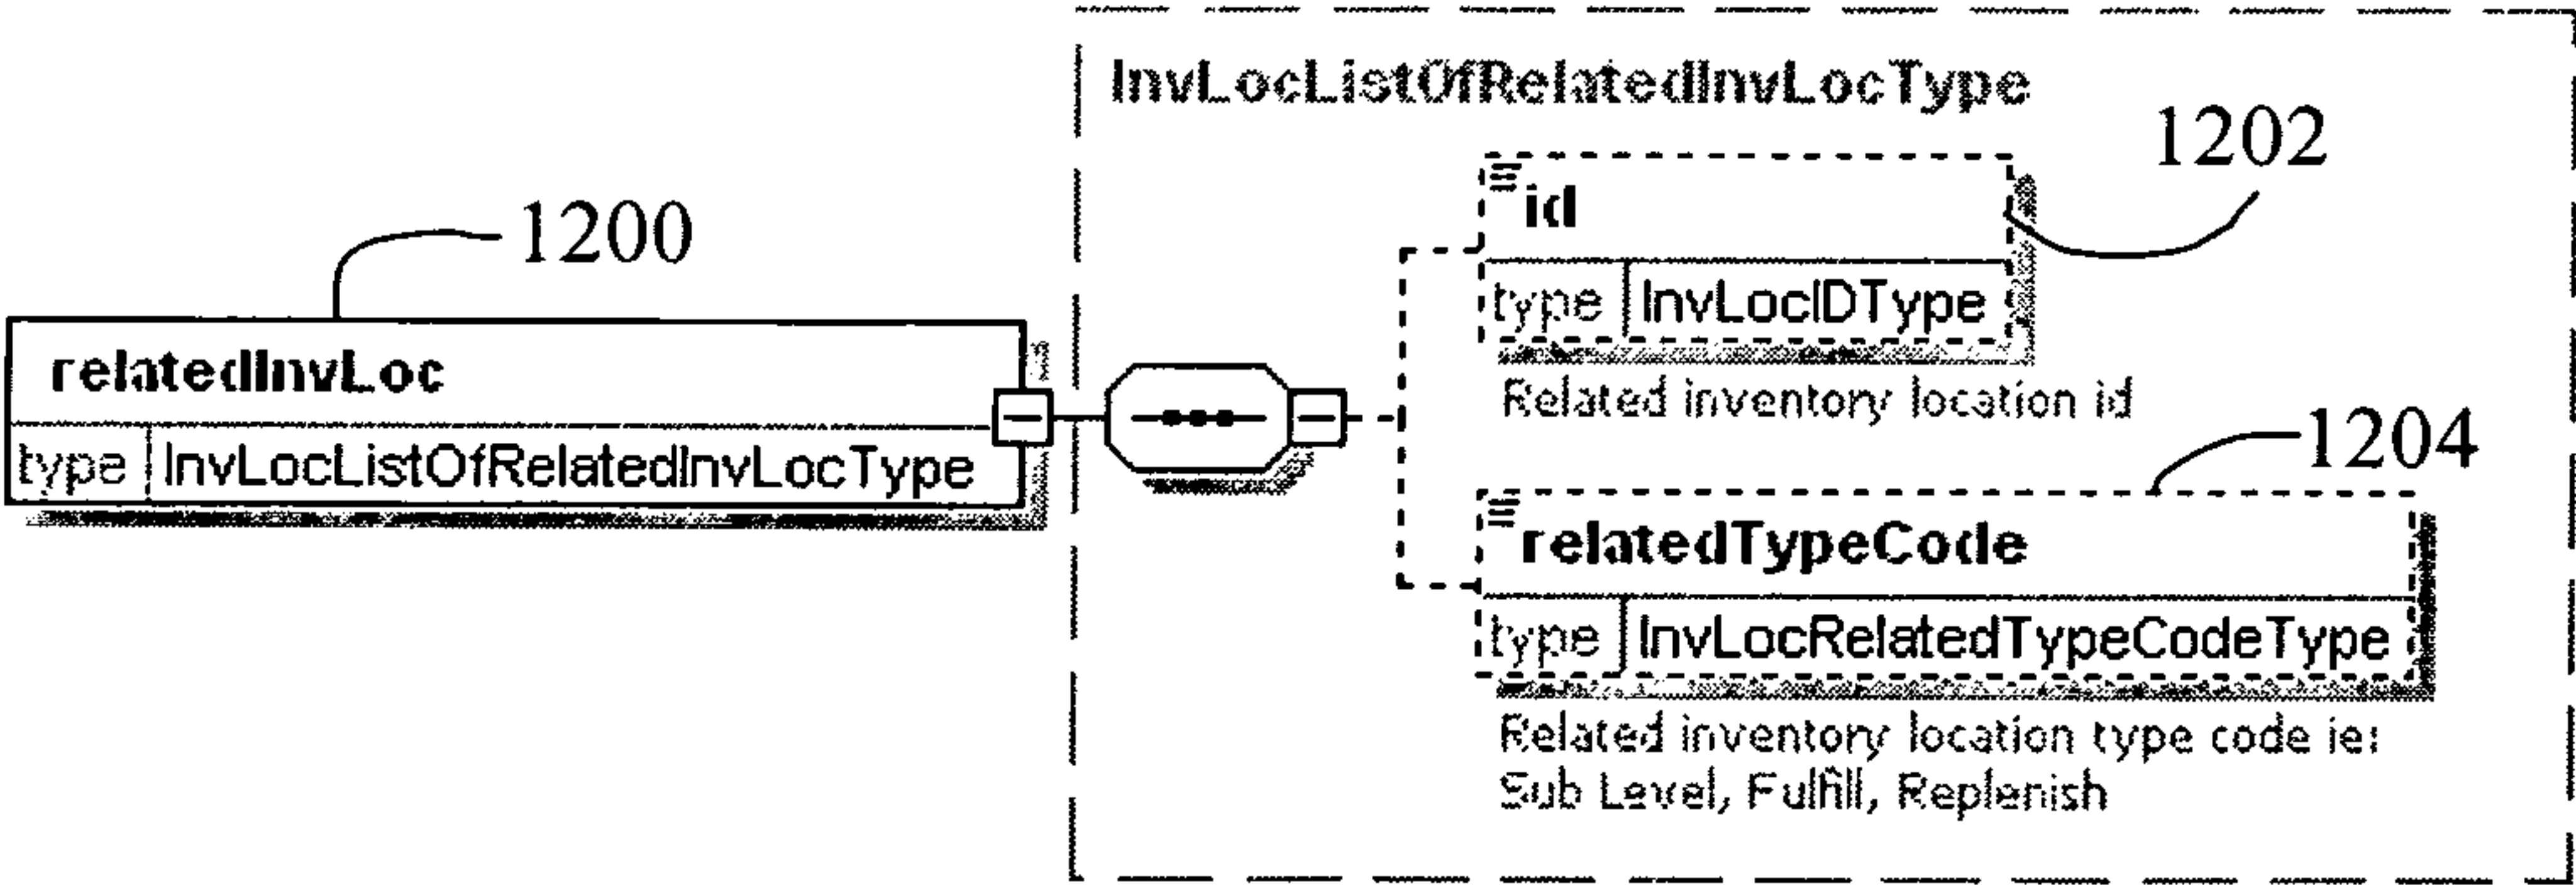 InvLocListOfRelatedInvLocType
1202
id
1200
type InvLocIDType
relatedInvLoc
Related inventory location id
1204
type InvLocListOfRelatedInvLocType
relatedTypeCode
type InvLocRelatedTypeCodeType
Related inventory location type code ie:
Sub Level, Fulfill, Replenish